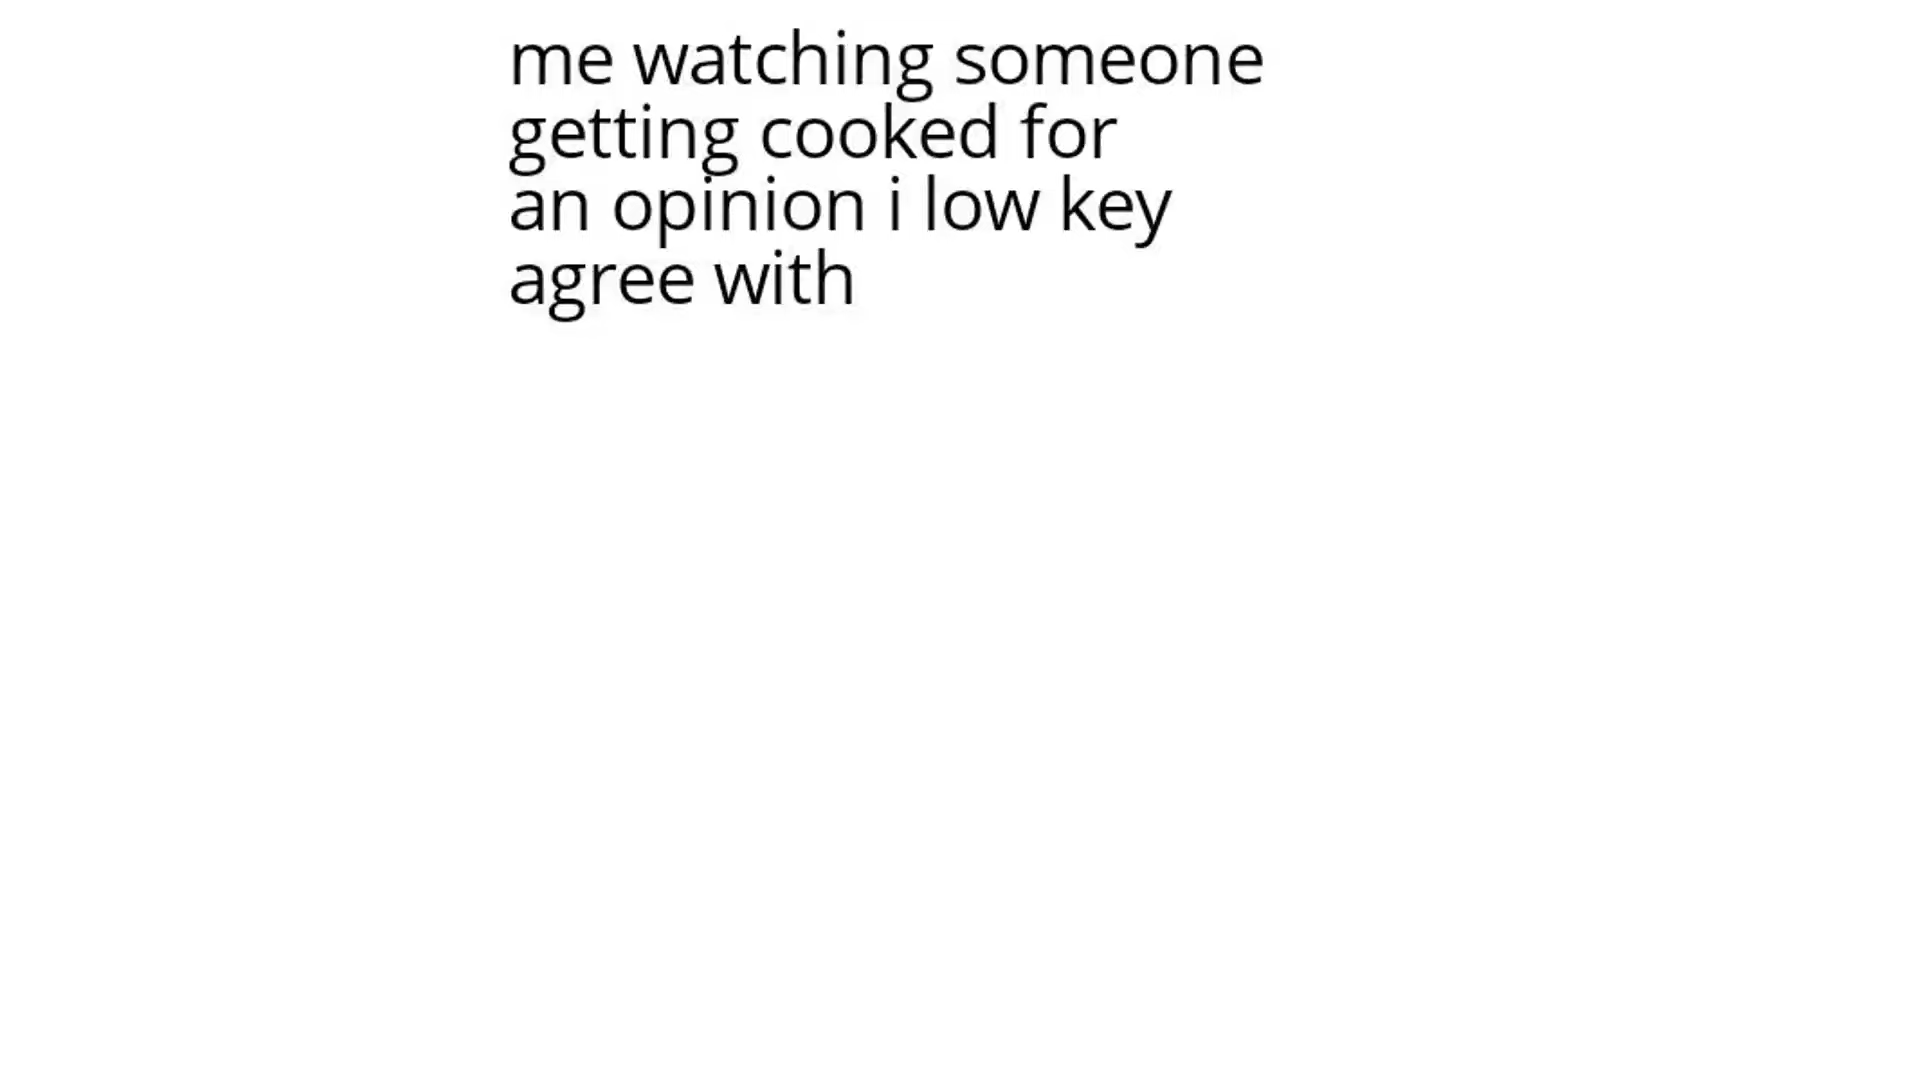 me watching someone
getting cooked for
an opinion i low key
agree with